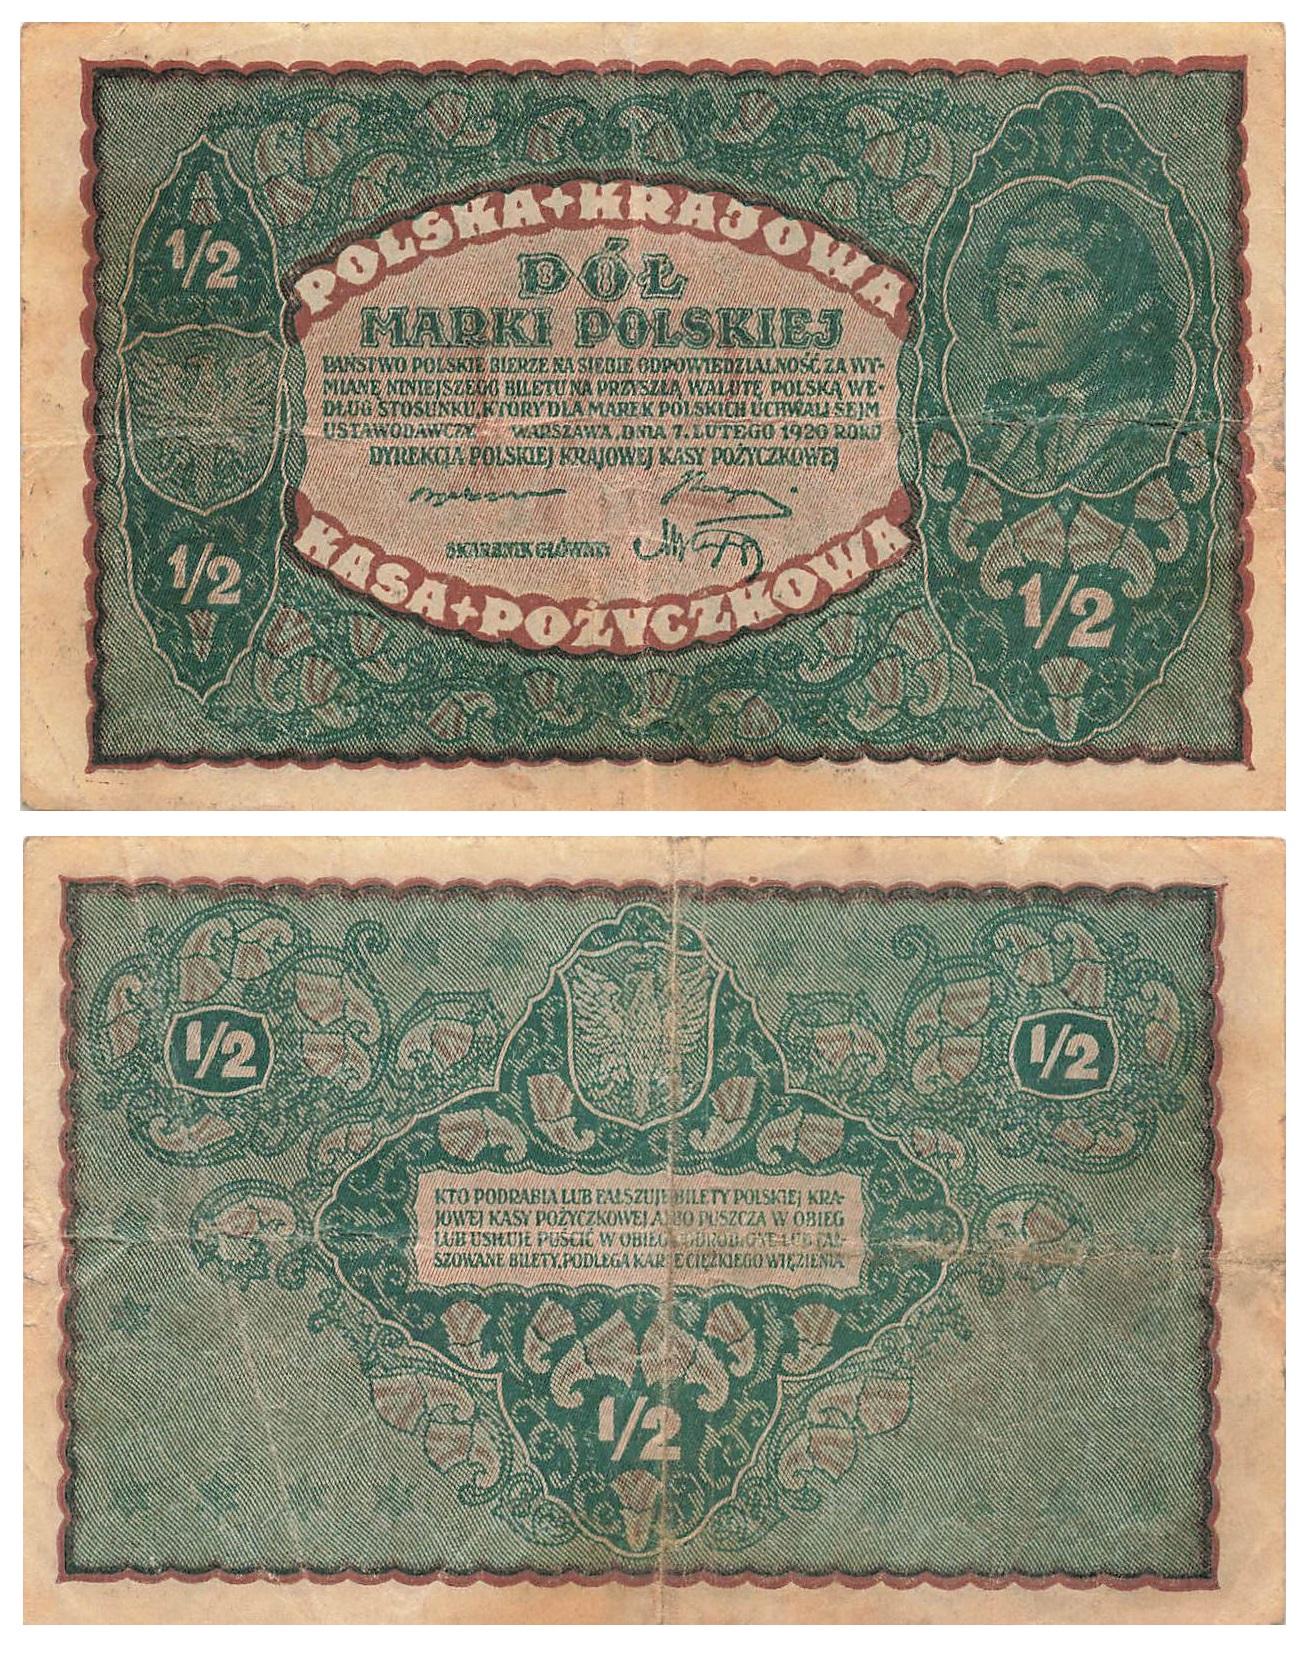 POLSKA+KRAJOWA
A
1/2
PÓŁ
MARKI POLSKIEJ
PAŃSTWO POLSKIE BIERZE NA SIEBIE ODPOWIEDZIALNOŚĆ ZA WY-
MIANĘ NINIEJSZEGO BILETU NA PRZYSZŁĄ WALUTĘ POLSKĄ WE-
DŁUG STOSUNKU, KTÓRY DLA MAREK POLSKICH UCHWALI SEJM
USTAWODAWCZY. WARSZAWA, DNIA 7. LUTEGO 1920 ROKU
DYREKCJA POLSKIEJ KRAJOWEJ KASY POŻYCZKOWEJ
SKARBNIK GŁÓWNY:
1/2
1/2
KASA+POŻYCZKOWA
1/2
1/2
KTO PODRABIA LUB FAŁSZUJE BILETY POLSKIEJ KRA-
JOWEJ KASY POŻYCZKOWEJ ALBO PUSZCZA W OBIEG
LUB USIŁUJE PUŚCIĆ W OBIEG PODROBIONE LUB FAŁ-
SZOWANE BILETY, PODLEGA KARZE CIĘŻKIEGO WIĘZIENIA
1/2